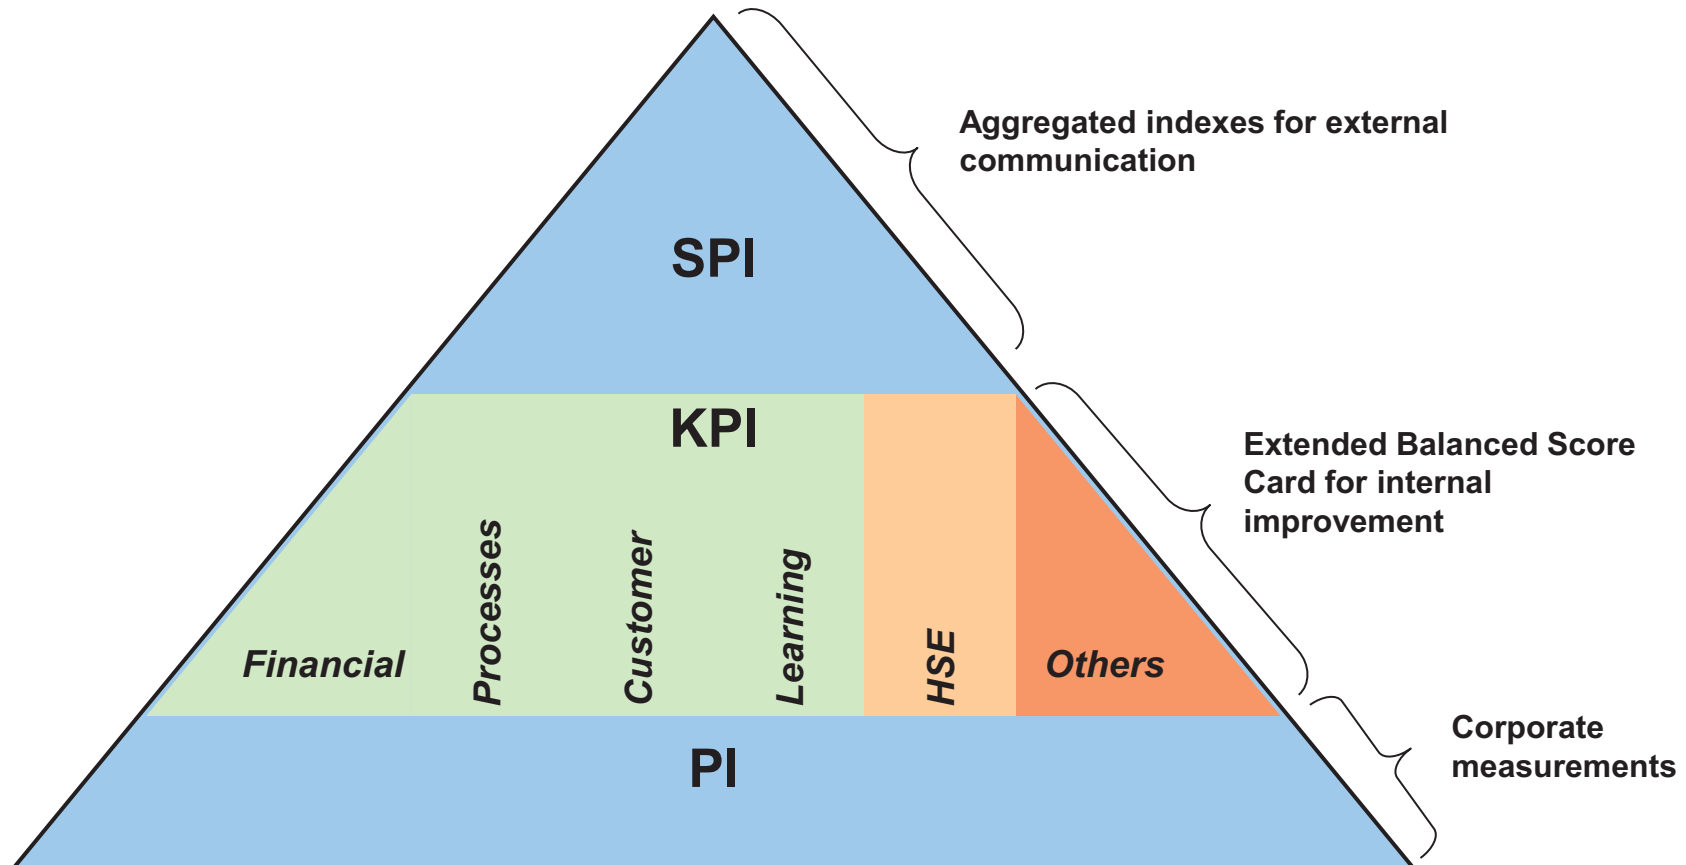 Aggregated indexes for external
communication
SPI
KPI
Extended Balanced Score
Card for internal
improvement
Financial
Processes
Customer
Learning
HSE
Others
PI
Corporate
measurements